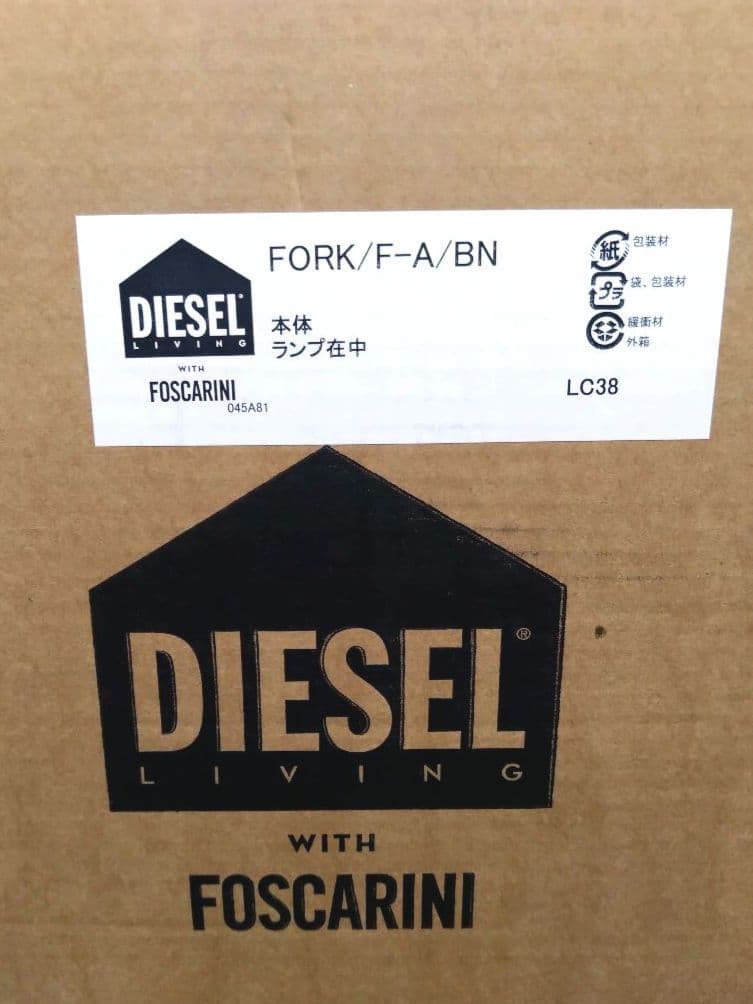 FORK/F-A/BN
DIESEL®
LIVING
WITH
FOSCARINI
045A81
本体
ランプ在中
紙 包装材
プラ 袋、包装材
緩衝材
外箱
LC38
DIESEL®
LIVING
WITH
FOSCARINI